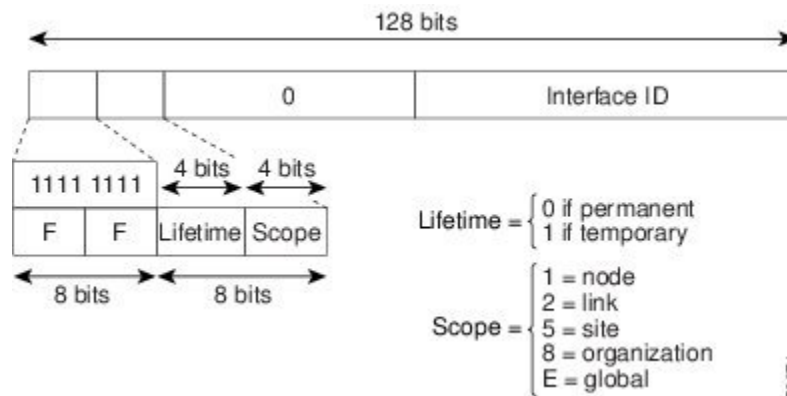 128 bits
0 Interface ID
4 bits 4 bits
1111 1111
F F Lifetime Scope
8 bits 8 bits
Lifetime = 0 if permanent
1 if temporary
Scope = 1 = node
2 = link
5 = site
8 = organization
E = global